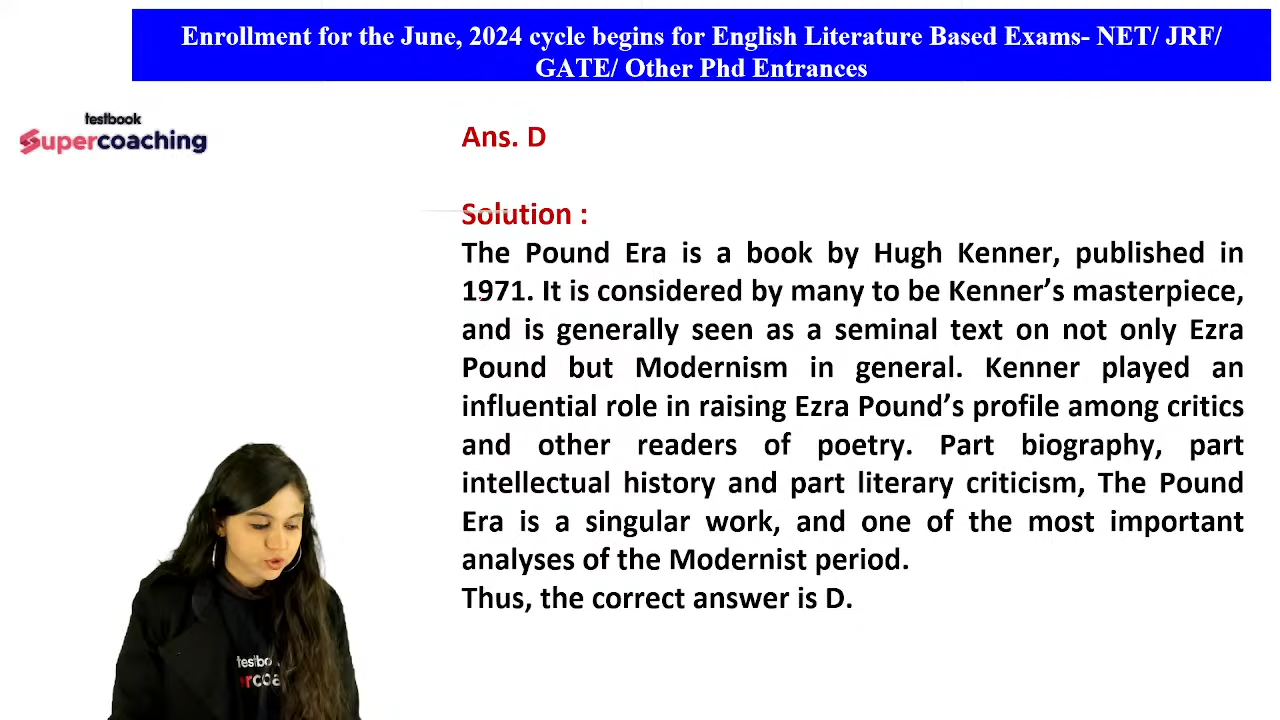 Enrollment for the June, 2024 cycle begins for English Literature Based Exams- NET/ JRF/
GATE/ Other Phd Entrances
testbook
Supercoaching
Ans. D
Solution :
The Pound Era is a book by Hugh Kenner, published in
1971. It is considered by many to be Kenner’s masterpiece,
and is generally seen as a seminal text on not only Ezra
Pound but Modernism in general. Kenner played an
influential role in raising Ezra Pound’s profile among critics
and other readers of poetry. Part biography, part
intellectual history and part literary criticism, The Pound
Era is a singular work, and one of the most important
analyses of the Modernist period.
Thus, the correct answer is D.